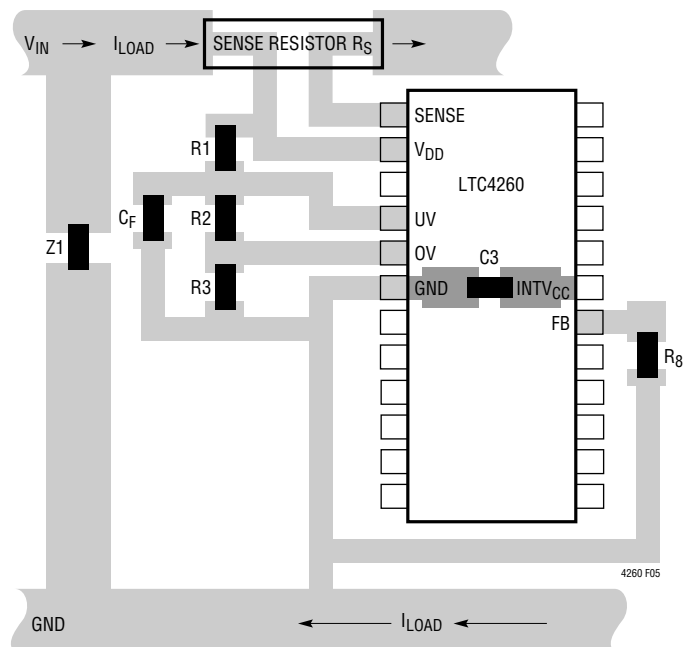 VIN ILOAD SENSE RESISTOR RS
SENSE
R1
VDD
LTC4260
CF
R2
UV
Z1
OV
C3
R3
GND
INTVCC
FB
R8
4260 F05
GND
ILOAD